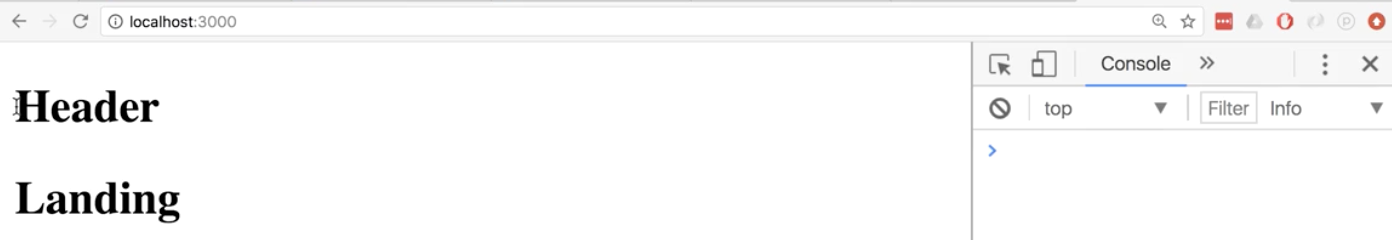 localhost:3000
Console
top Filter Info
Header
Landing